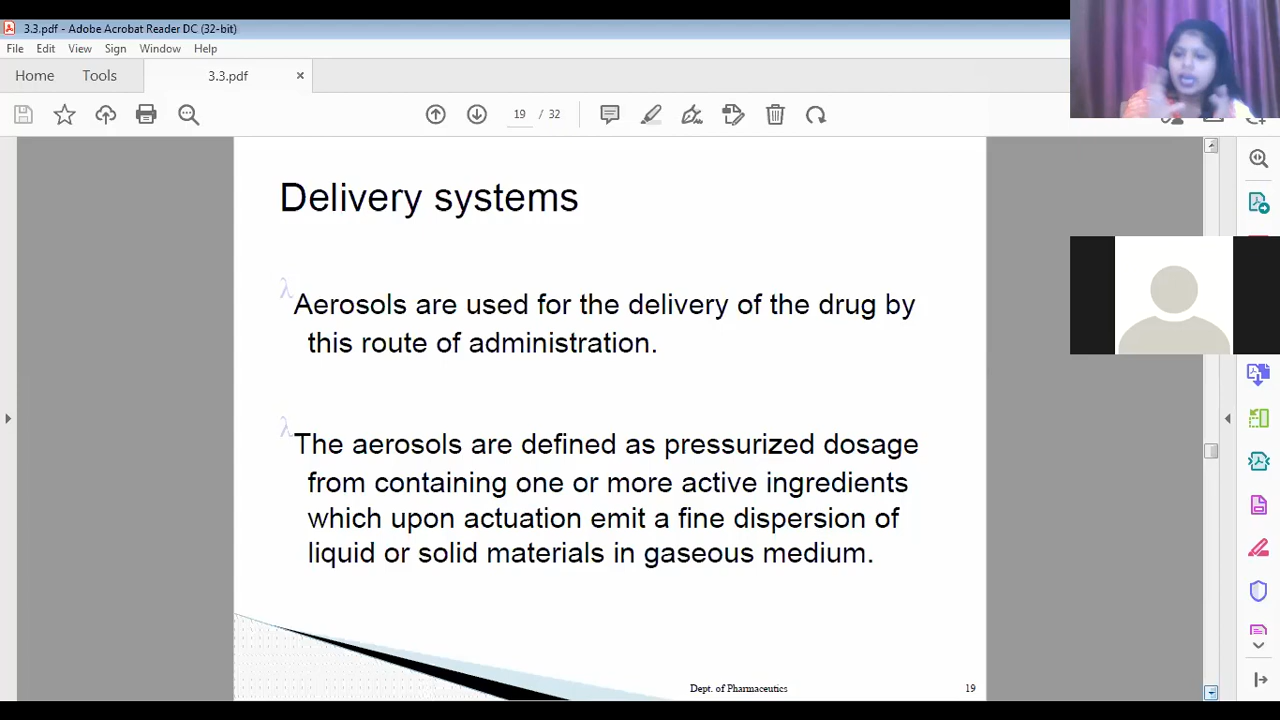 3.3.pdf - Adobe Acrobat Reader DC (32-bit)
File Edit View Sign Window Help
Home Tools 3.3.pdf ×
19 / 32
Delivery systems
λ Aerosols are used for the delivery of the drug by
this route of administration.
λ The aerosols are defined as pressurized dosage
from containing one or more active ingredients
which upon actuation emit a fine dispersion of
liquid or solid materials in gaseous medium.
Dept. of Pharmaceutics 19